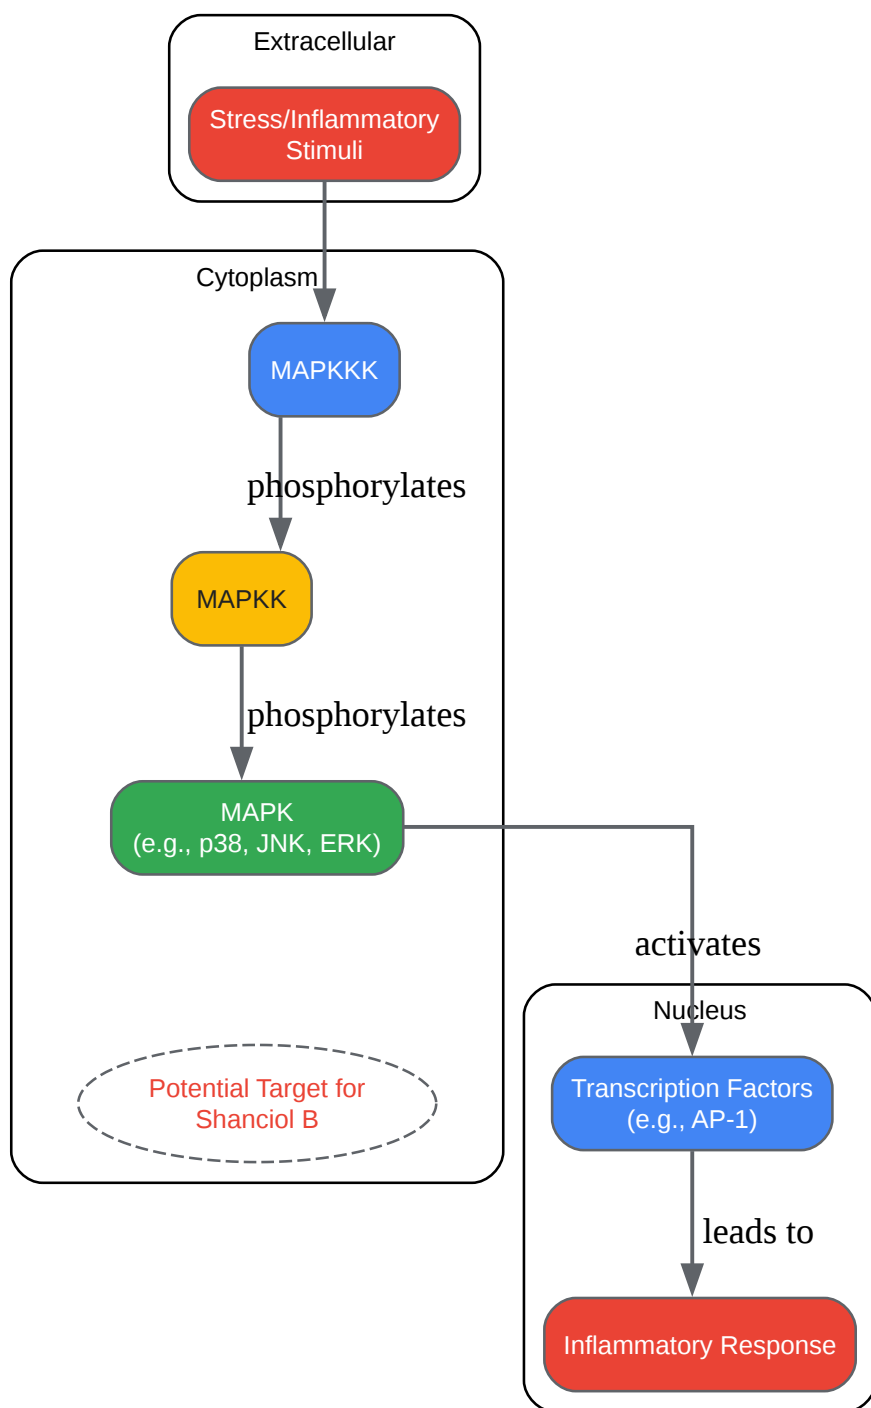 Extracellular
Stress/Inflammatory
Stimuli
Cytoplasm
MAPKKK
phosphorylates
MAPKK
phosphorylates
MAPK
(e.g., p38, JNK, ERK)
activates
Nucleus
Potential Target for
Shanciol B
Transcription Factors
(e.g., AP-1)
leads to
Inflammatory Response